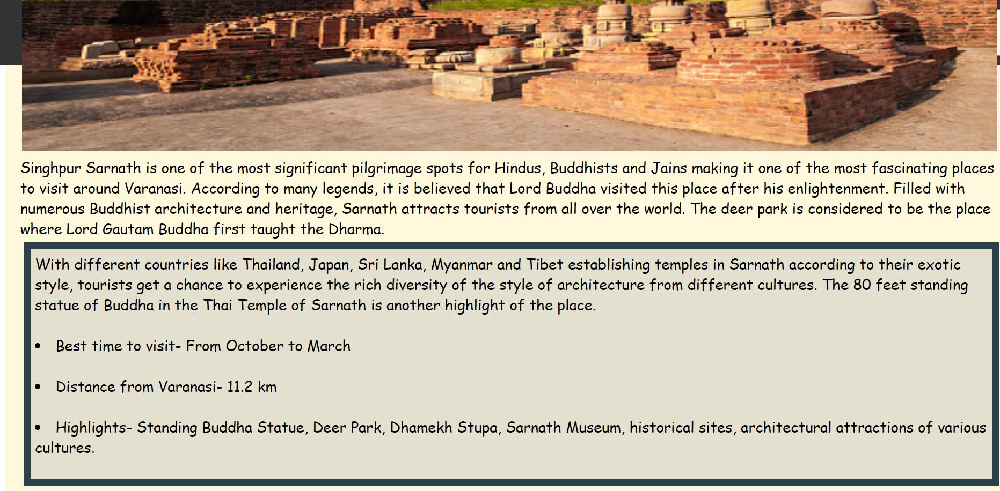 Singhpur Sarnath is one of the most significant pilgrimage spots for Hindus, Buddhists and Jains making it one of the most fascinating places
to visit around Varanasi. According to many legends, it is believed that Lord Buddha visited this place after his enlightenment. Filled with
numerous Buddhist architecture and heritage, Sarnath attracts tourists from all over the world. The deer park is considered to be the place
where Lord Gautam Buddha first taught the Dharma.
With different countries like Thailand, Japan, Sri Lanka, Myanmar and Tibet establishing temples in Sarnath according to their exotic
style, tourists get a chance to experience the rich diversity of the style of architecture from different cultures. The 80 feet standing
statue of Buddha in the Thai Temple of Sarnath is another highlight of the place.
• Best time to visit- From October to March
• Distance from Varanasi- 11.2 km
• Highlights- Standing Buddha Statue, Deer Park, Dhamekh Stupa, Sarnath Museum, historical sites, architectural attractions of various
cultures.